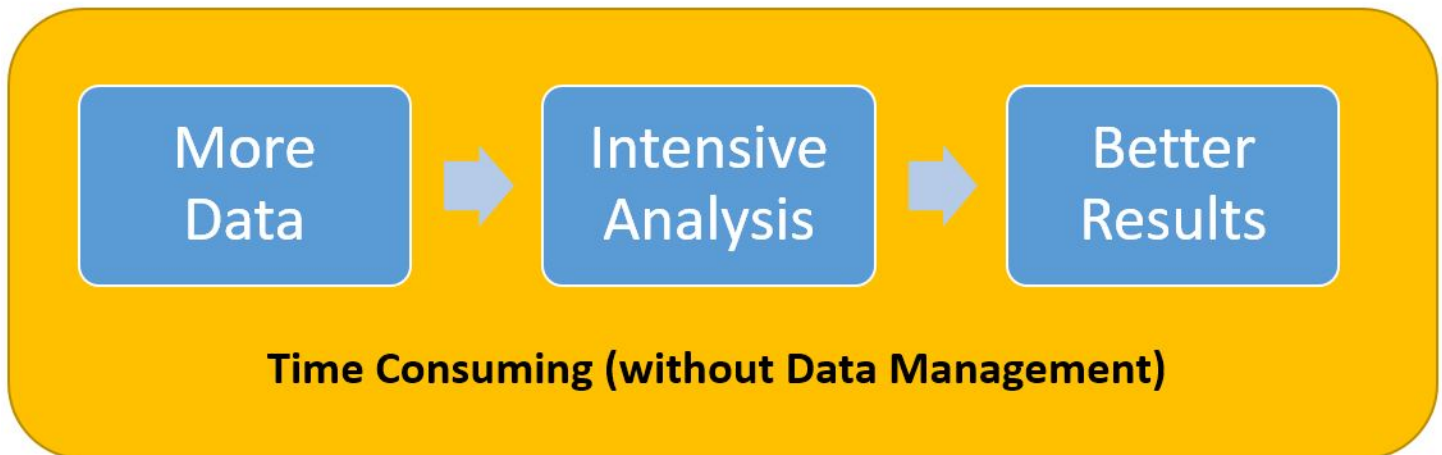 More
Data
Intensive
Analysis
Better
Results
Time Consuming (without Data Management)